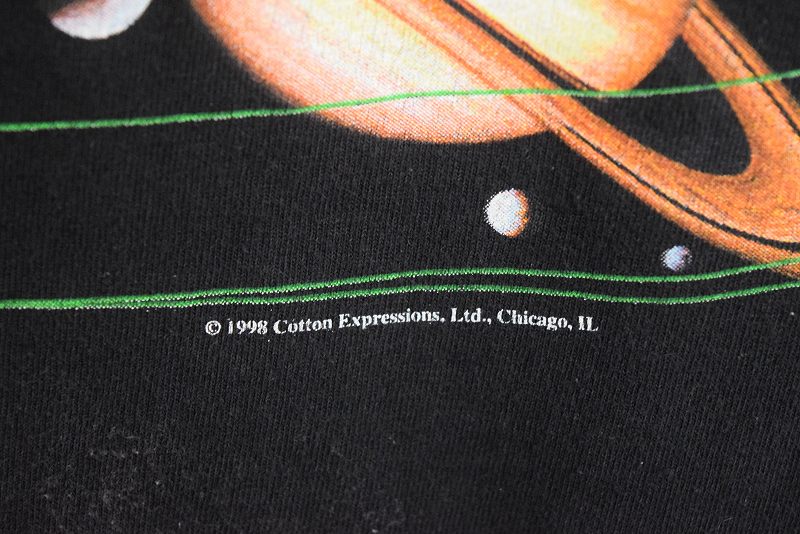 © 1998 Cotton Expressions, Ltd., Chicago, IL